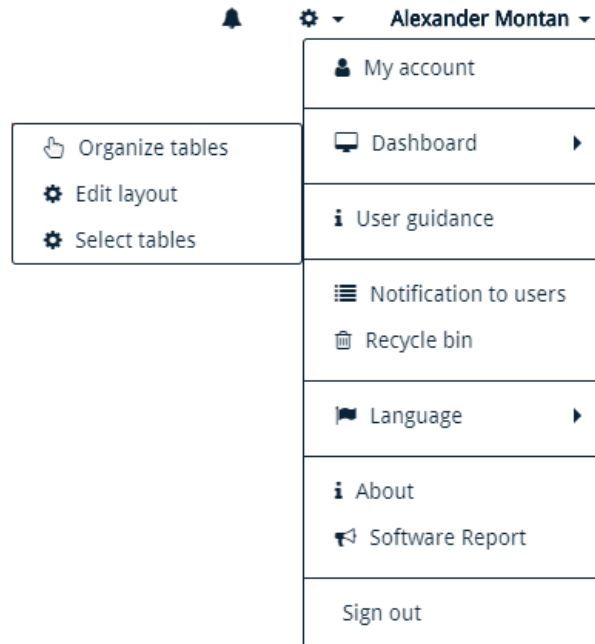 Alexander Montan
My account
Dashboard
Organize tables
Edit layout
Select tables
User guidance
Notification to users
Recycle bin
Language
About
Software Report
Sign out